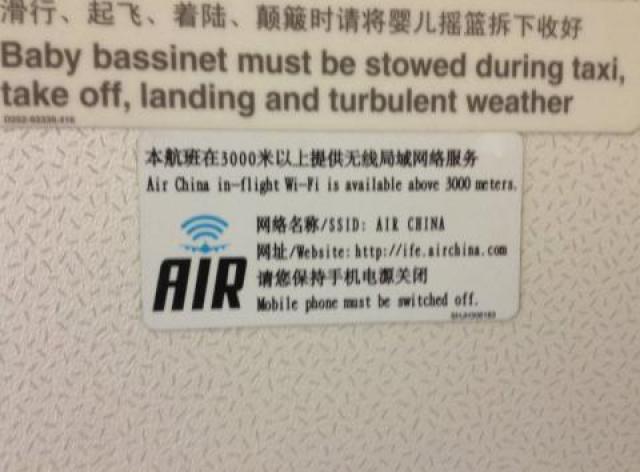 滑行、起飞、着陆、颠簸时请将婴儿摇篮拆下收好
Baby bassinet must be stowed during taxi,
take off, landing and turbulent weather
本航班在3000米以上提供无线局域网络服务
Air China in-flight Wi-Fi is available above 3000 meters.
网络名称/SSID: AIR CHINA
网址/Website: http://ife.airchina.com
AIR
请您保持手机电源关闭
Mobile phone must be switched off.